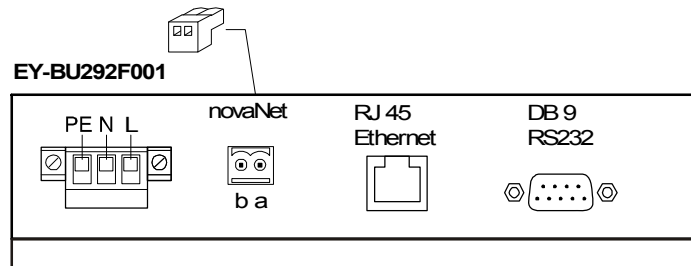 EY-BU292F001
PE N L
novaNet
b a
RJ 45
Ethernet
DB 9
RS232